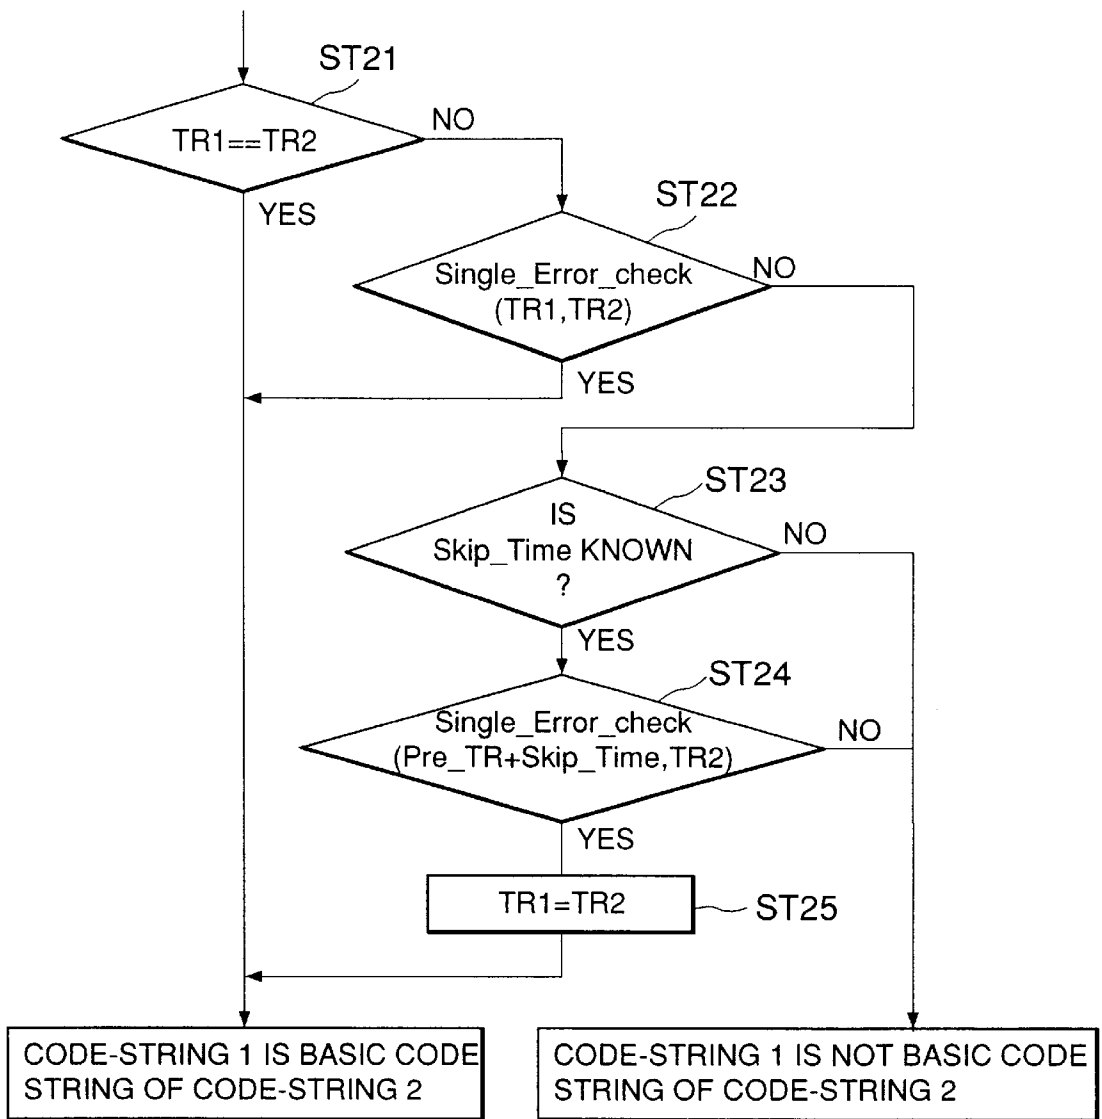 ST21
TR1==TR2
NO
YES
ST22
Single_Error_check
(TR1,TR2)
NO
YES
ST23
IS
Skip_Time KNOWN
?
NO
YES
ST24
Single_Error_check
(Pre_TR+Skip_Time,TR2)
NO
YES
TR1=TR2
ST25
CODE-STRING 1 IS BASIC CODE
STRING OF CODE-STRING 2
CODE-STRING 1 IS NOT BASIC CODE
STRING OF CODE-STRING 2